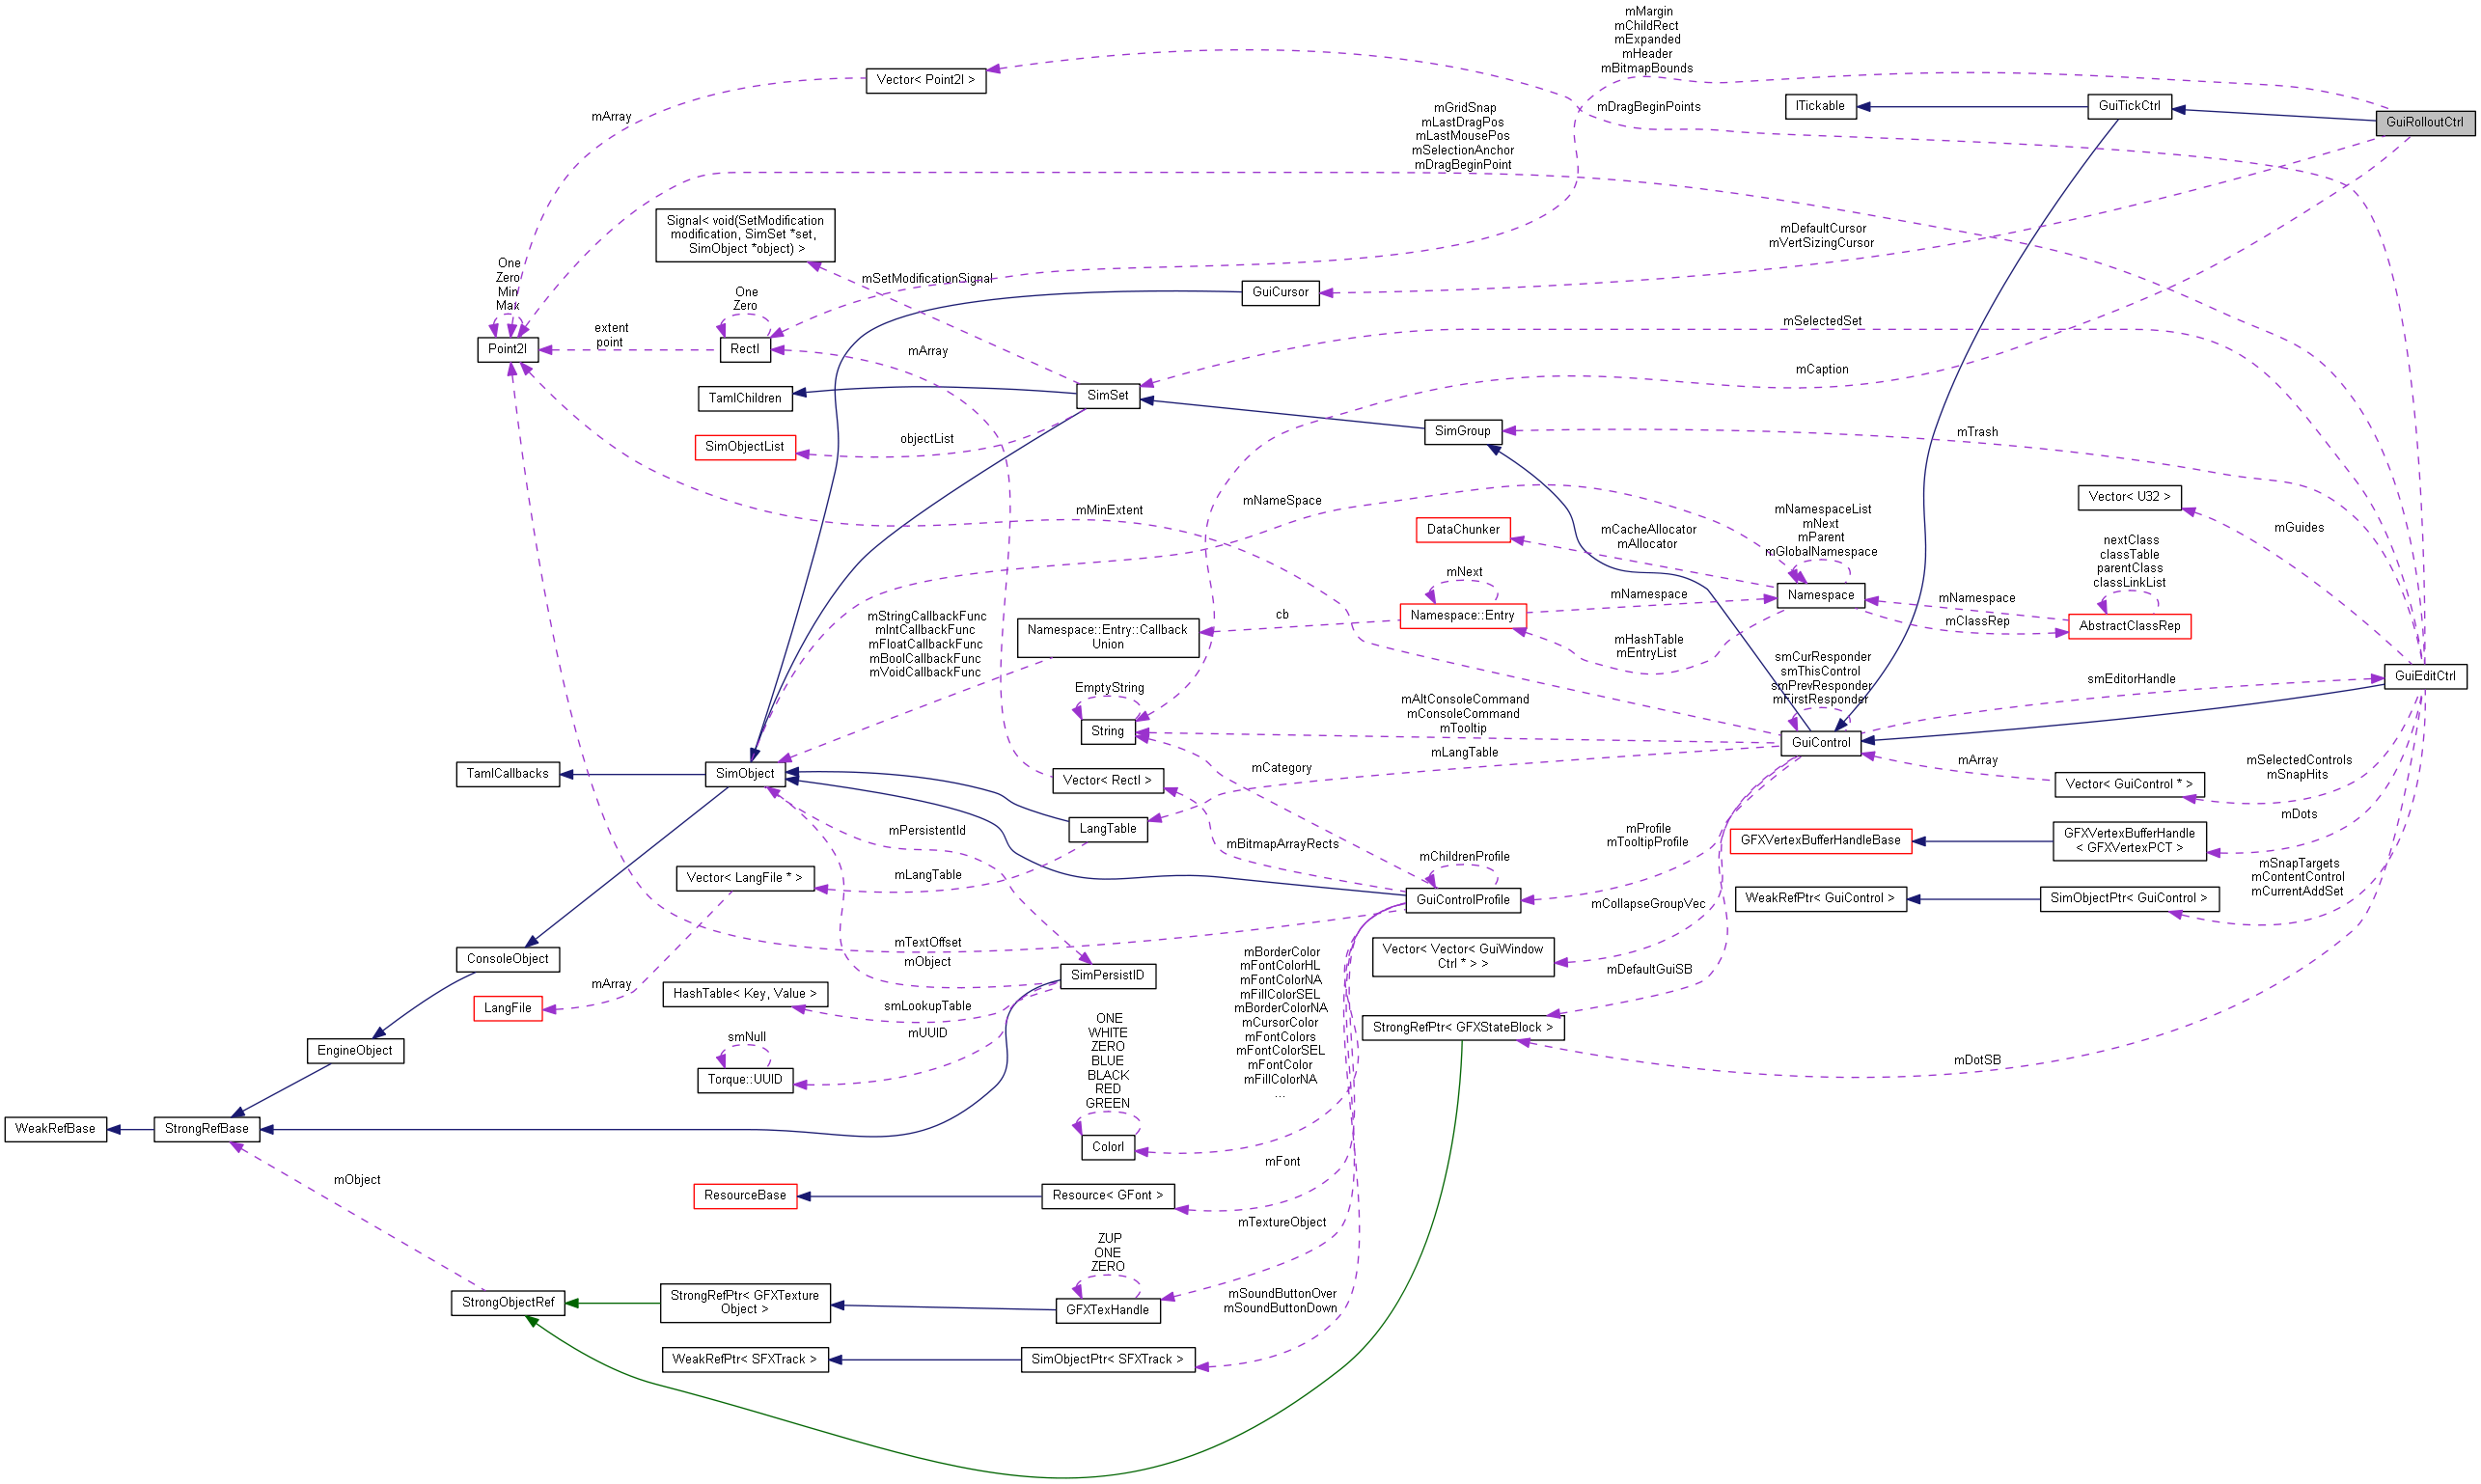 mMargin
mChildRect
mExpanded
mHeader
mBitmapBounds
Vector< Point2I >
mDragBeginPoints
ITickable
GuiTickCtrl
GuiRolloutCtrl
mArray
mGridSnap
mLastDragPos
mLastMousePos
mSelectionAnchor
mDragBeginPoint
Signal< void(SetModification
modification, SimSet *set,
SimObject *object) >
mDefaultCursor
mVertSizingCursor
One
Zero
Min
Max
mSetModificationSignal
One
Zero
GuiCursor
extent
point
Point2I
RectI
mArray
mSelectedSet
mCaption
TamlChildren
SimSet
SimObjectList
objectList
SimGroup
mTrash
mMinExtent
mNameSpace
DataChunker
mCacheAllocator
mAllocator
mNamespaceList
mNext
mParent
mGlobalNamespace
Vector< U32 >
mGuides
nextClass
classTable
parentClass
classLinkList
mNext
Namespace
mNamespace
mNamespace
Namespace::Entry
cb
mClassRep
AbstractClassRep
mStringCallbackFunc
mIntCallbackFunc
mFloatCallbackFunc
mBoolCallbackFunc
mVoidCallbackFunc
Namespace::Entry::Callback
Union
mHashTable
mEntryList
smCurResponder
smThisControl
smPrevResponder
mFirstResponder
smEditorHandle
GuiEditCtrl
EmptyString
String
mAltConsoleCommand
mConsoleCommand
mTooltip
GuiControl
TamlCallbacks
SimObject
Vector< RectI >
mCategory
mLangTable
mArray
Vector< GuiControl * >
mSelectedControls
mSnapHits
LangTable
mPersistentId
mBitmapArrayRects
mProfile
mTooltipProfile
GFXVertexBufferHandleBase
GFXVertexBufferHandle
< GFXVertexPCT >
mDots
Vector< LangFile * >
mLangTable
mChildrenProfile
GuiControlProfile
mCollapseGroupVec
WeakRefPtr< GuiControl >
SimObjectPtr< GuiControl >
mSnapTargets
mContentControl
mCurrentAddSet
mTextOffset
ConsoleObject
mObject
SimPersistID
Vector< Vector< GuiWindow
Ctrl * > >
mDefaultGuiSB
mArray
LangFile
HashTable< Key, Value >
smLookupTable
mUUID
mBorderColor
mFontColorHL
mFontColorNA
mFillColorSEL
mBorderColorNA
mCursorColor
mFontColors
mFontColorSEL
mFontColor
mFillColorNA
...
StrongRefPtr< GFXStateBlock >
EngineObject
smNull
Torque::UUID
ONE
WHITE
ZERO
BLUE
BLACK
RED
GREEN
mDotSB
WeakRefBase
StrongRefBase
ColorI
mObject
mFont
ResourceBase
Resource< GFont >
mTextureObject
ZUP
ONE
ZERO
StrongObjectRef
StrongRefPtr< GFXTexture
Object >
GFXTexHandle
mSoundButtonOver
mSoundButtonDown
WeakRefPtr< SFXTrack >
SimObjectPtr< SFXTrack >